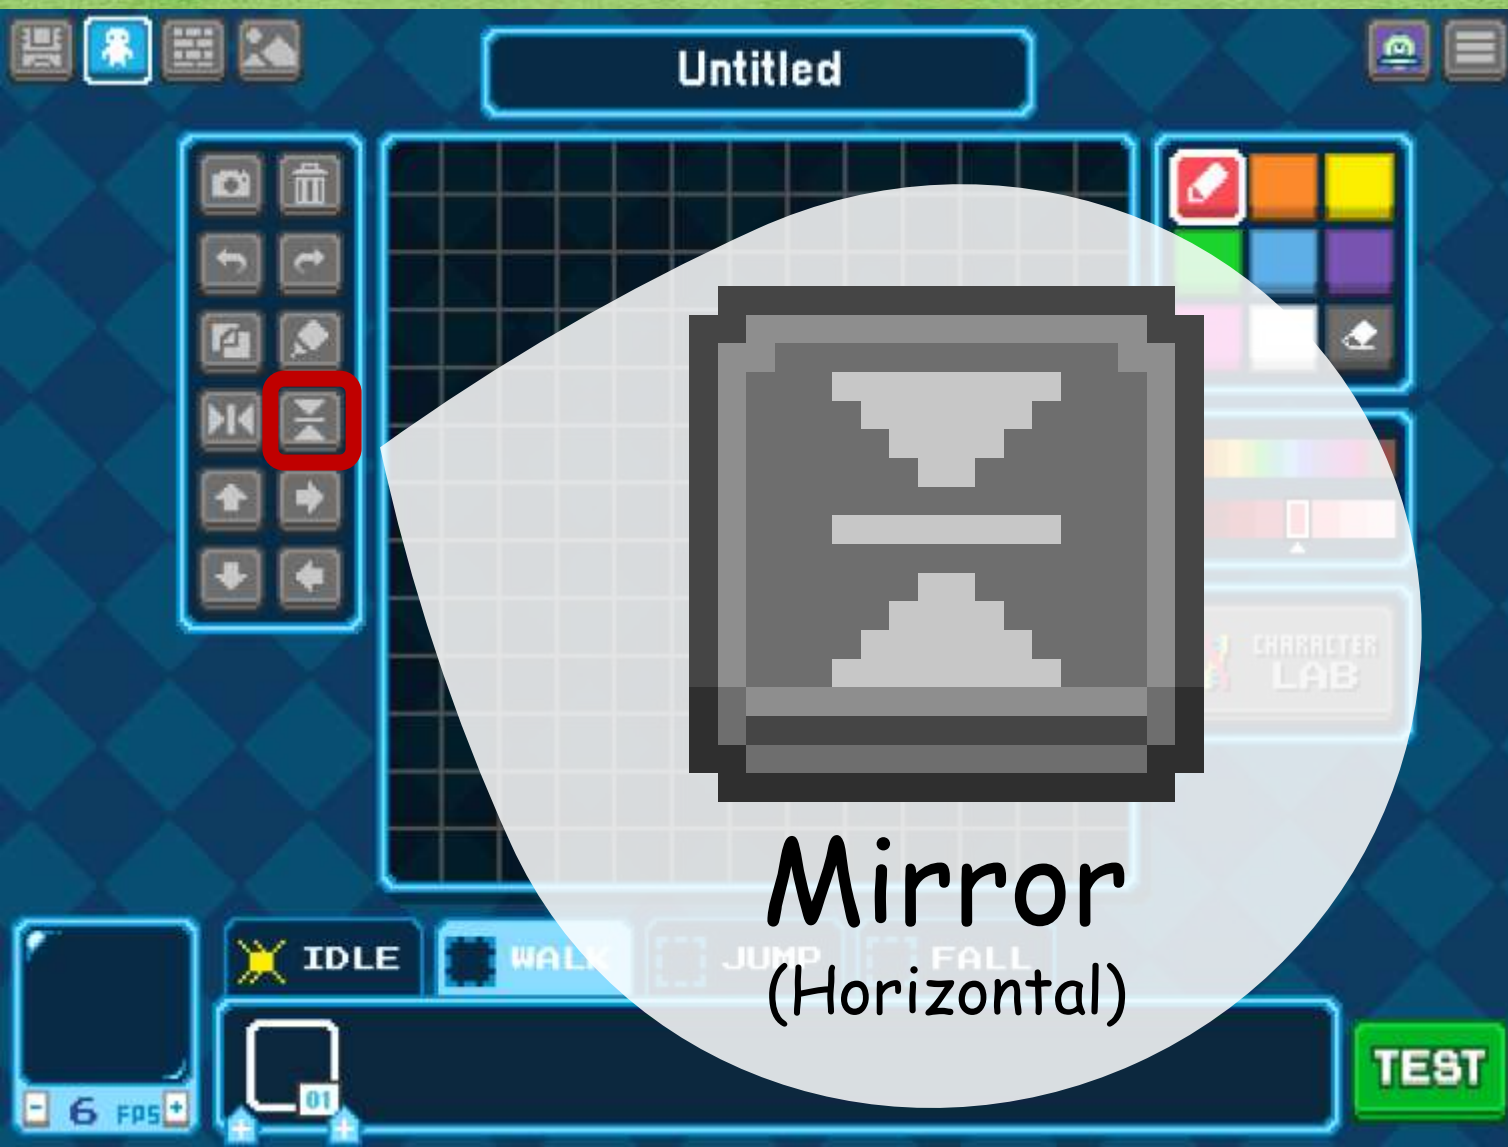 Untitled
CHARACTER
LAB
Mirror
(Horizontal)
IDLE
WALK
JUMP
FALL
01
6 FPS
TEST